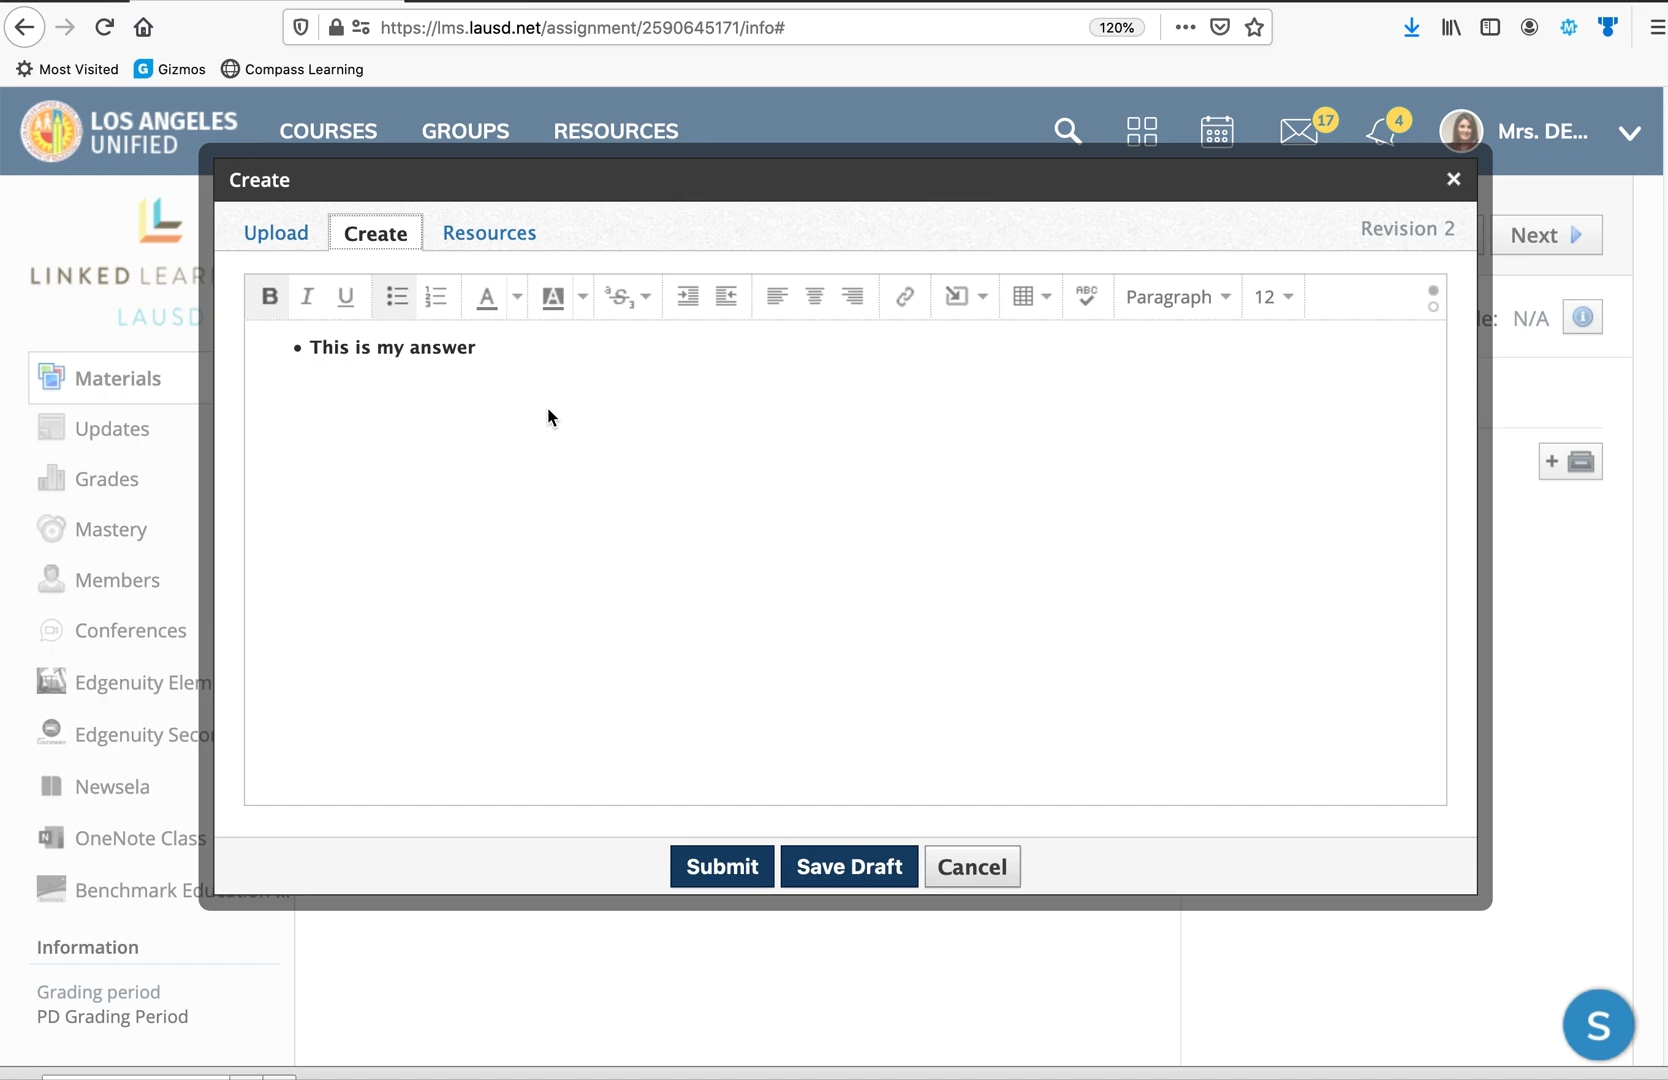 https://lms.lausd.net/assignment/2590645171/info#
120%
Most Visited
G Gizmos
Compass Learning
LOS ANGELES
UNIFIED
COURSES
GROUPS
RESOURCES
17
4
Mrs. DE...
Create
×
Upload
Create
Resources
Revision 2
Next
B I U
A
A
ABC
Paragraph
12
• This is my answer
LINKED LEAR
LAUSD
N/A
Materials
Updates
Grades
Mastery
Members
Conferences
Edgenuity Elem
Edgenuity Seco
Newsela
OneNote Class
Benchmark Edu
Submit
Save Draft
Cancel
Information
Grading period
PD Grading Period
S